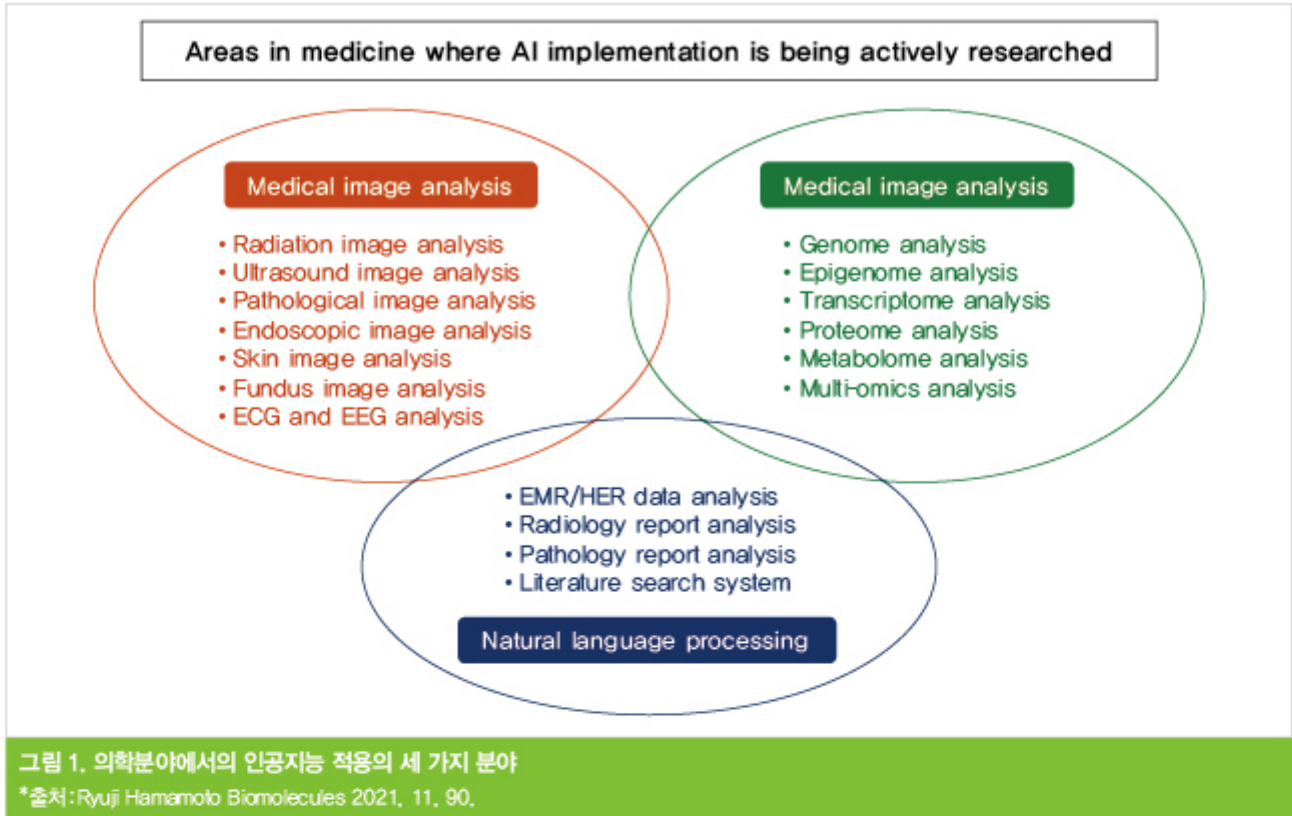 Areas in medicine where AI implementation is being actively researched
Medical image analysis
• Radiation image analysis
• Ultrasound image analysis
• Pathological image analysis
• Endoscopic image analysis
• Skin image analysis
• Fundus image analysis
• ECG and EEG analysis
Medical image analysis
• Genome analysis
• Epigenome analysis
• Transcriptome analysis
• Proteome analysis
• Metabolome analysis
• Multi-omics analysis
• EMR/HER data analysis
• Radiology report analysis
• Pathology report analysis
• Literature search system
Natural language processing
그림 1. 의학분야에서의 인공지능 적용의 세 가지 분야
*출처:Ryuji Hamamoto Biomolecules 2021. 11. 90.